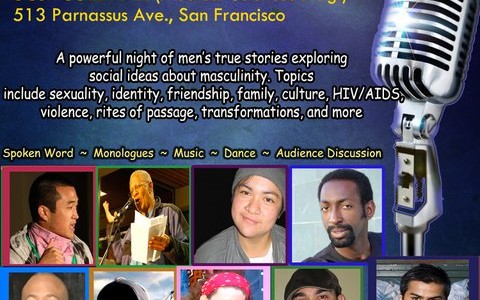 513 Parnassus Ave., San Francisco
A powerful night of men's true stories exploring
social ideas about masculinity. Topics
include sexuality, identity, friendship, family, culture, HIV/AIDS,
violence, rites of passage, transformations, and more
Spoken Word ~ Monologues ~ Music ~ Dance ~ Audience Discussion